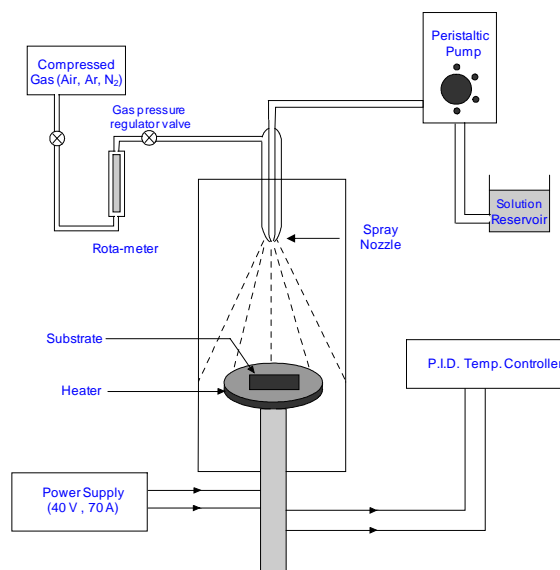 Peristaltic
Pump
Compressed
Gas (Air, Ar, N₂)
Gas pressure
regulator valve
Solution
Reservoir
Spray
Nozzle
Rota-meter
Substrate
P.I.D. Temp. Controller
Heater
Power Supply
(40 V , 70 A)